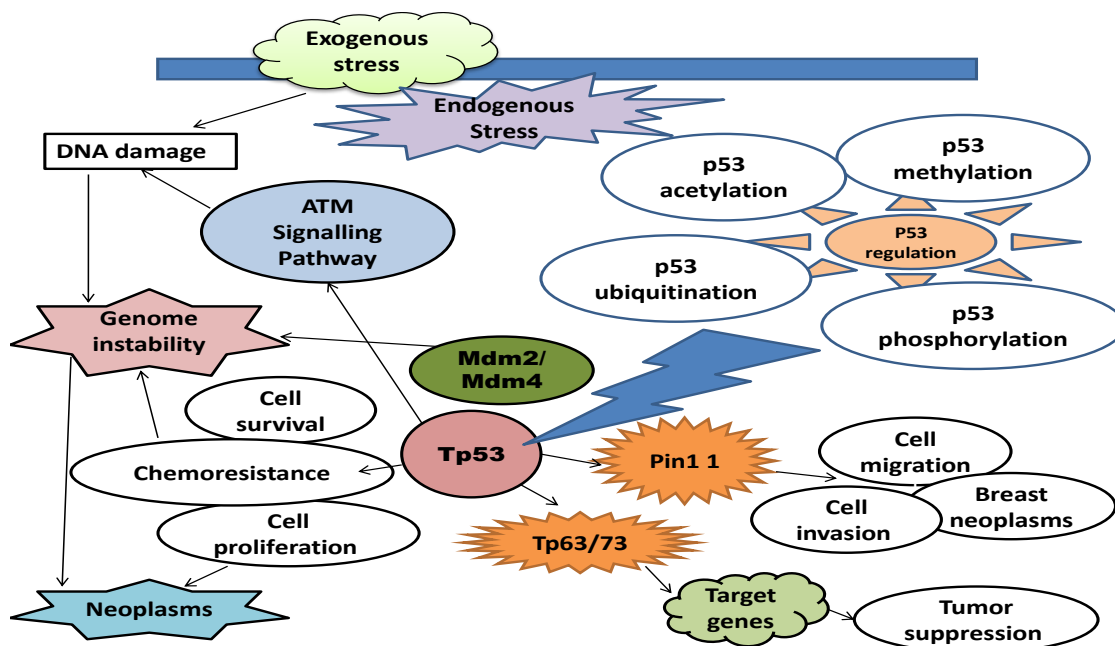 Exogenous
stress
Endogenous
Stress
DNA damage
p53
acetylation
p53
methylation
ATM
Signalling
Pathway
P53
regulation
p53
ubiquitination
p53
phosphorylation
Genome
instability
Mdm2/
Mdm4
Cell
survival
Tp53
Chemoresistance
Pin1 1
Cell
migration
Cell
invasion
Breast
neoplasms
Cell
proliferation
Tp63/73
Neoplasms
Target
genes
Tumor
suppression